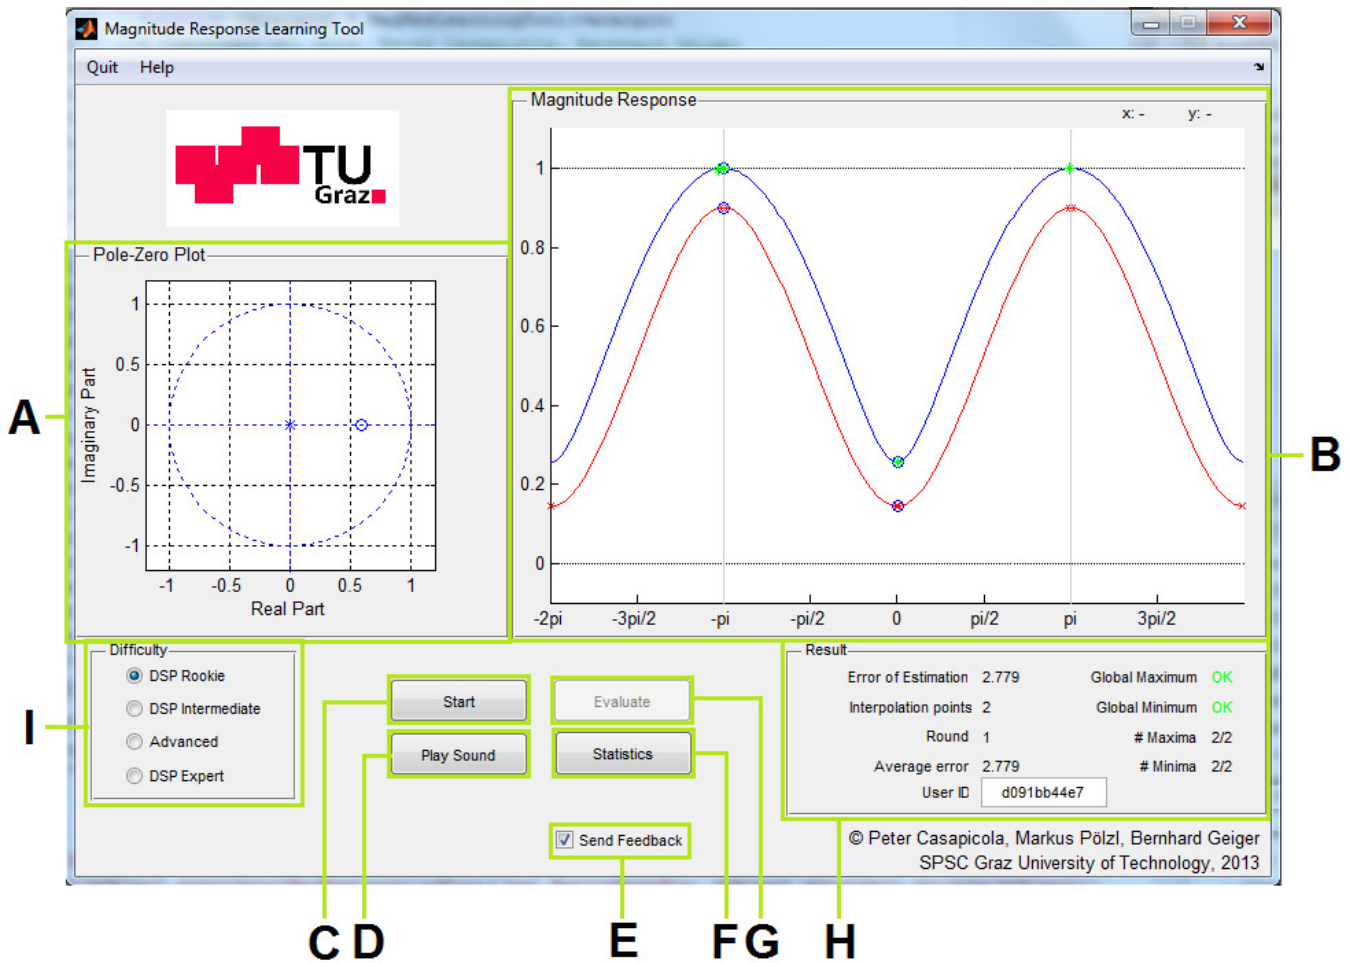 Magnitude Response Learning Tool
Quit Help
TU
Graz
Magnitude Response
x: - y: -
1
0.8
0.6
0.4
0.2
0
-2pi -3pi/2 -pi -pi/2 0 pi/2 pi 3pi/2
Pole-Zero Plot
Imaginary Part
1
0.5
0
-0.5
-1
-1 -0.5 0 0.5 1
Real Part
A
B
Difficulty
DSP Rookie
DSP Intermediate
Advanced
DSP Expert
I
Start
Evaluate
Play Sound
Statistics
Send Feedback
Result
Error of Estimation 2.779 Global Maximum OK
Interpolation points 2 Global Minimum OK
Round 1 # Maxima 2/2
Average error 2.779 # Minima 2/2
User ID d091bb44e7
© Peter Casapicola, Markus Pölzl, Bernhard Geiger
SPSC Graz University of Technology, 2013
C D E F G H